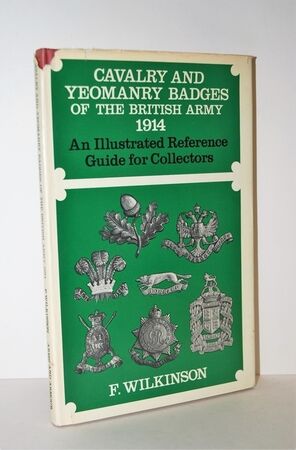 CAVALRY AND
YEOMANRY BADGES
OF THE BRITISH ARMY
1914
An Illustrated Reference
Guide for Collectors
F. WILKINSON